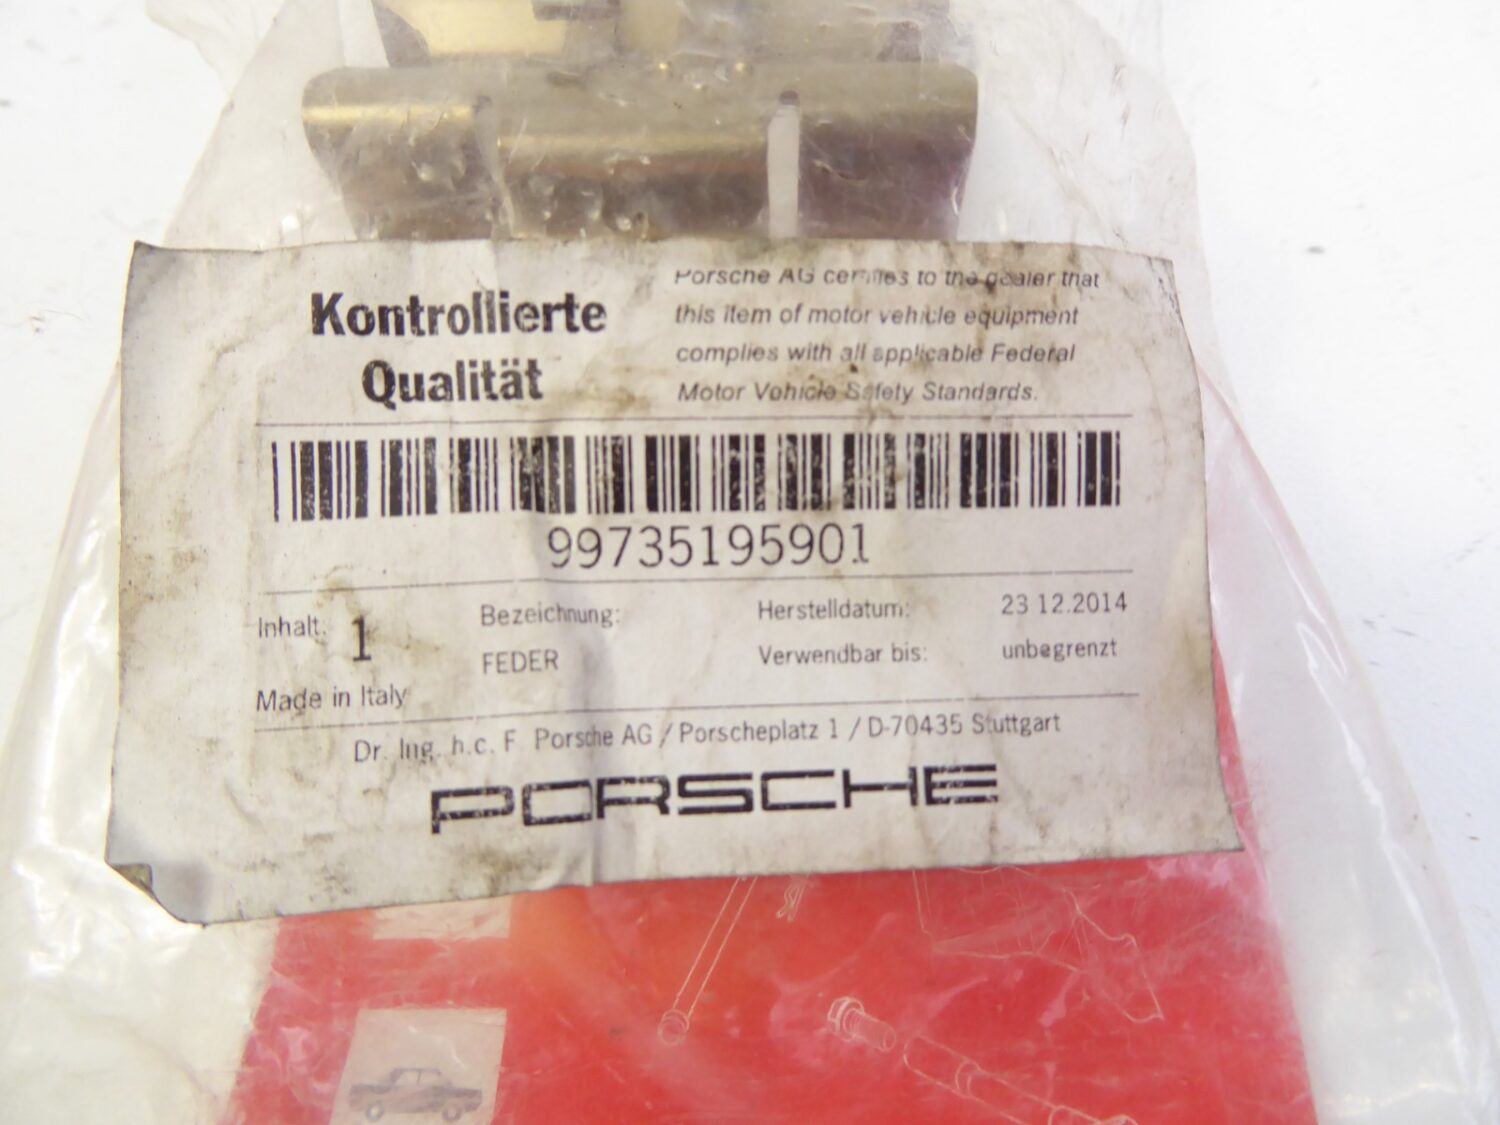 Kontrollierte
Qualität
Porsche AG certifies to the dealer that
this item of motor vehicle equipment
complies with all applicable Federal
Motor Vehicle Safety Standards.
99735195901
Inhalt: 1
Bezeichnung:
FEDER
Herstelldatum: 23 12.2014
Verwendbar bis: unbegrenzt
Made in Italy
Dr. Ing. h.c. F Porsche AG / Porscheplatz 1 / D-70435 Stuttgart
PORSCHE